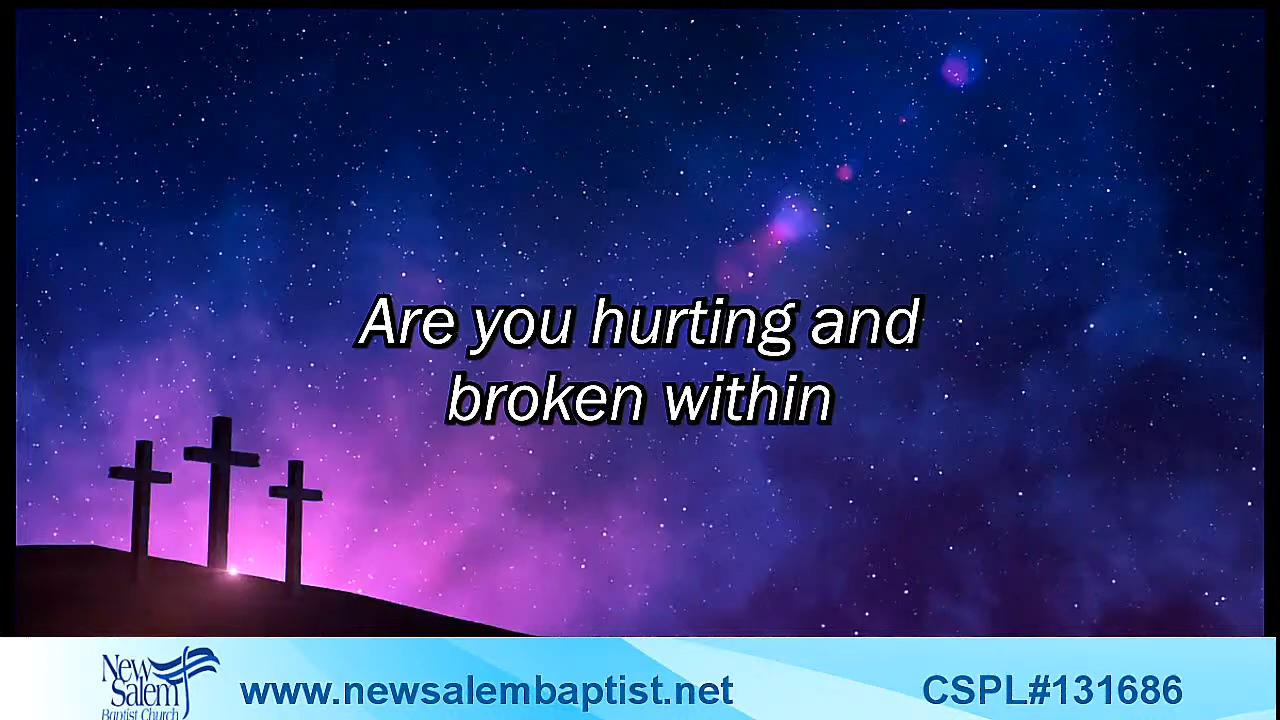 Are you hurting and
broken within
New
Salem
Baptist Church
www.newsalembaptist.net
CSPL#131686